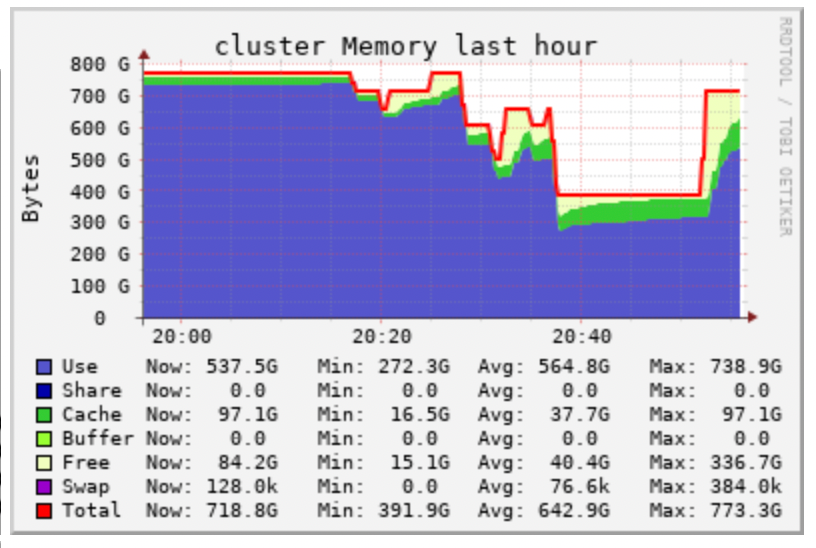 cluster Memory last hour
RRDTOOL / TOBI OETIKER
Bytes
800 G
700 G
600 G
500 G
400 G
300 G
200 G
100 G
0
20:00 20:20 20:40
Use Now: 537.5G Min: 272.3G Avg: 564.8G Max: 738.9G
Share Now: 0.0 Min: 0.0 Avg: 0.0 Max: 0.0
Cache Now: 97.1G Min: 16.5G Avg: 37.7G Max: 97.1G
Buffer Now: 0.0 Min: 0.0 Avg: 0.0 Max: 0.0
Free Now: 84.2G Min: 15.1G Avg: 40.4G Max: 336.7G
Swap Now: 128.0k Min: 0.0 Avg: 76.6k Max: 384.0k
Total Now: 718.8G Min: 391.9G Avg: 642.9G Max: 773.3G